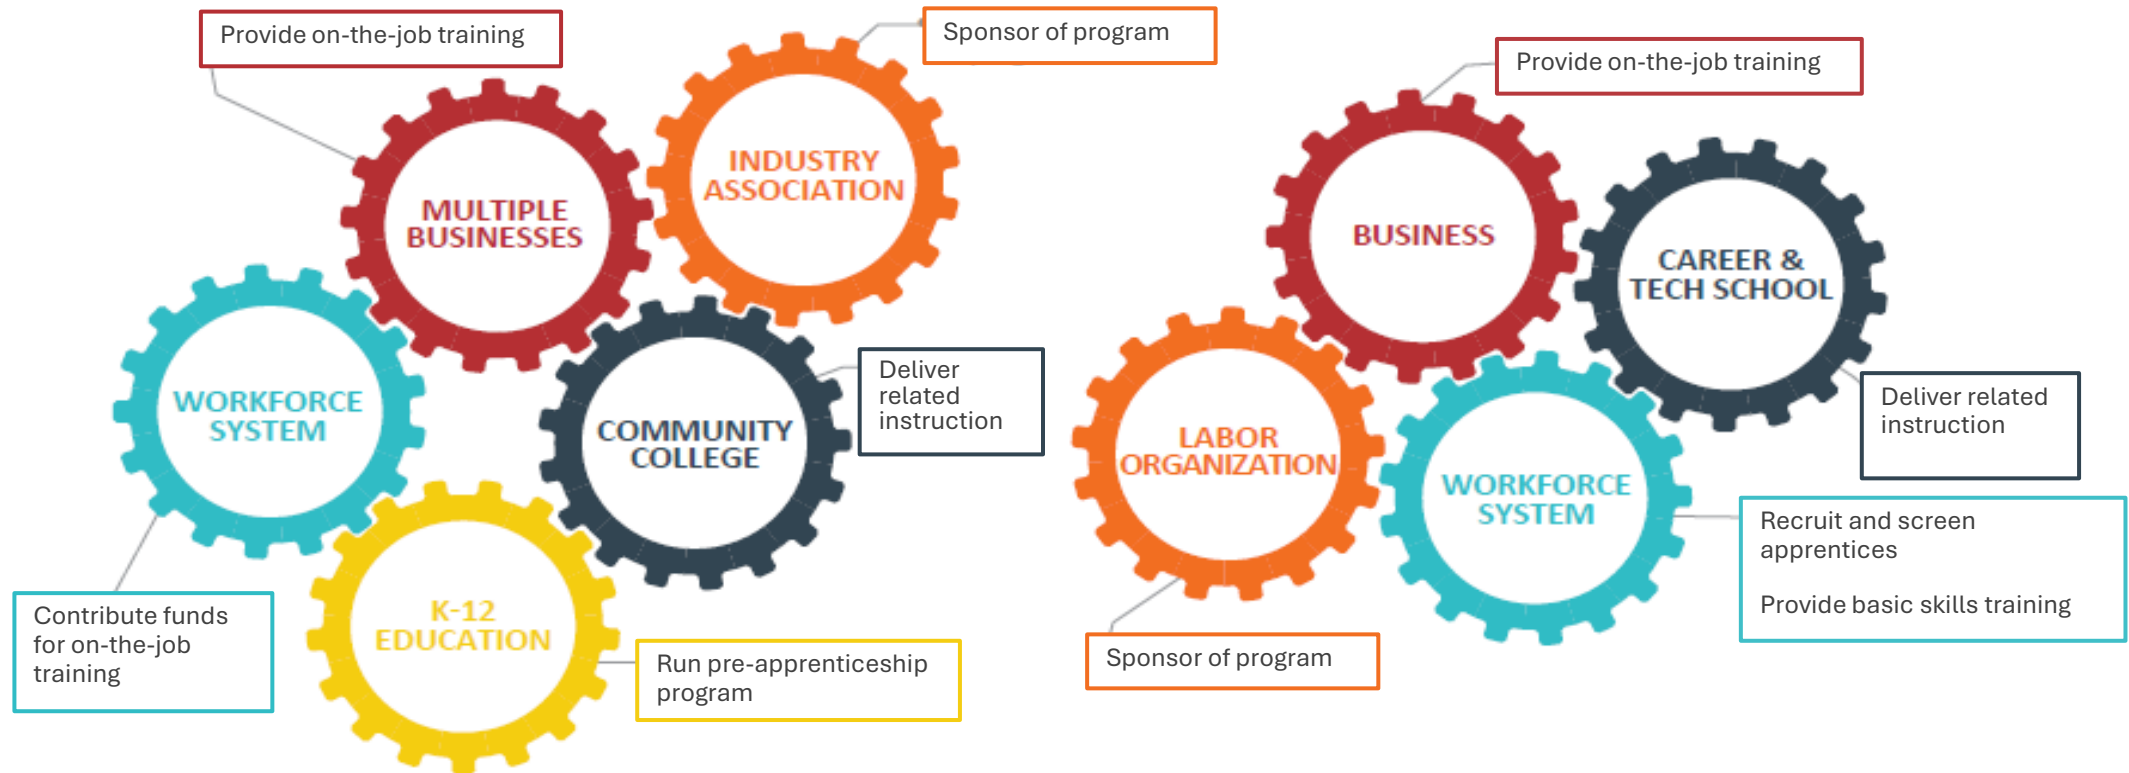 Provide on-the-job training
Sponsor of program
INDUSTRY
ASSOCIATION
MULTIPLE
BUSINESSES
WORKFORCE
SYSTEM
COMMUNITY
COLLEGE
Deliver
related
instruction
K-12
EDUCATION
Contribute funds
for on-the-job
training
Run pre-apprenticeship
program
Provide on-the-job training
BUSINESS
CAREER &
TECH SCHOOL
LABOR
ORGANIZATION
WORKFORCE
SYSTEM
Deliver related
instruction
Recruit and screen
apprentices
Provide basic skills training
Sponsor of program